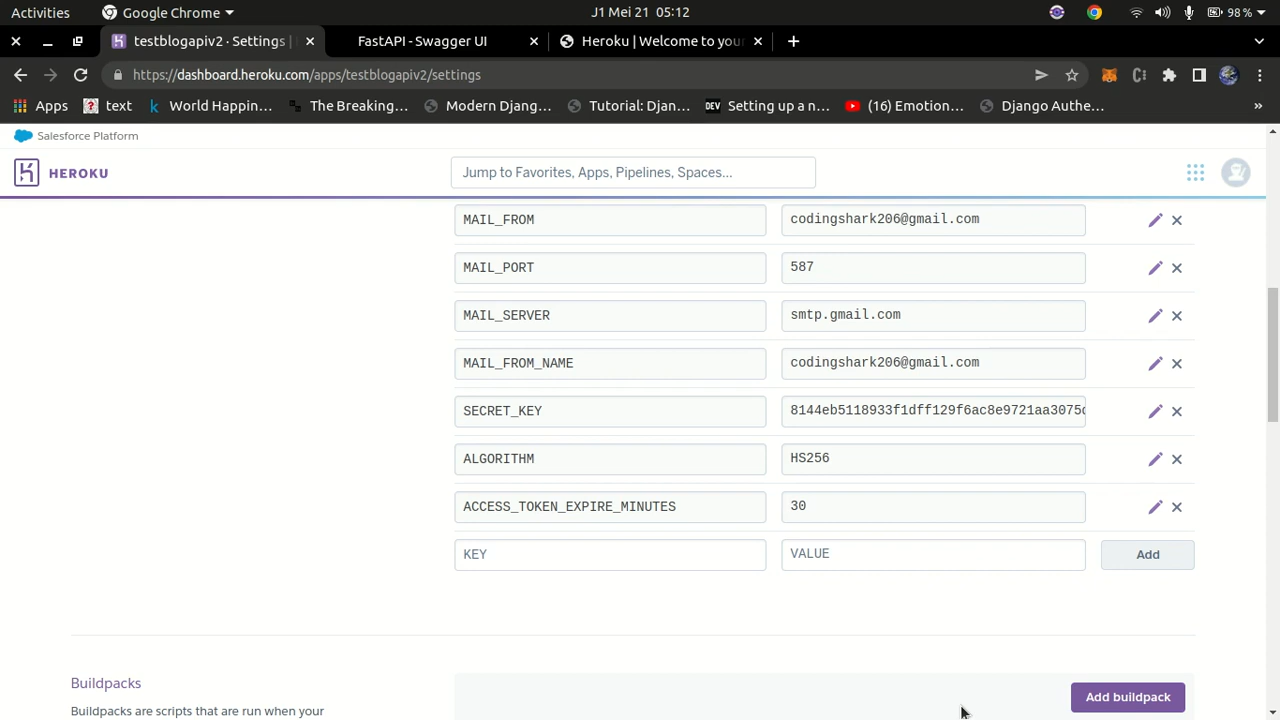 Activities Google Chrome J1 Mei 21 05:12 98 %
testblogapiv2 · Settings | FastAPI - Swagger UI Heroku | Welcome to your
https://dashboard.heroku.com/apps/testblogapiv2/settings
Apps text World Happin... The Breaking... Modern Djang... Tutorial: Djan... DEV Setting up a n... (16) Emotion... Django Authe... »
Salesforce Platform
HEROKU Jump to Favorites, Apps, Pipelines, Spaces...
MAIL_FROM codingshark206@gmail.com
MAIL_PORT 587
MAIL_SERVER smtp.gmail.com
MAIL_FROM_NAME codingshark206@gmail.com
SECRET_KEY 8144eb5118933f1dff129f6ac8e9721aa3075
ALGORITHM HS256
ACCESS_TOKEN_EXPIRE_MINUTES 30
KEY VALUE Add
Buildpacks Add buildpack
Buildpacks are scripts that are run when your